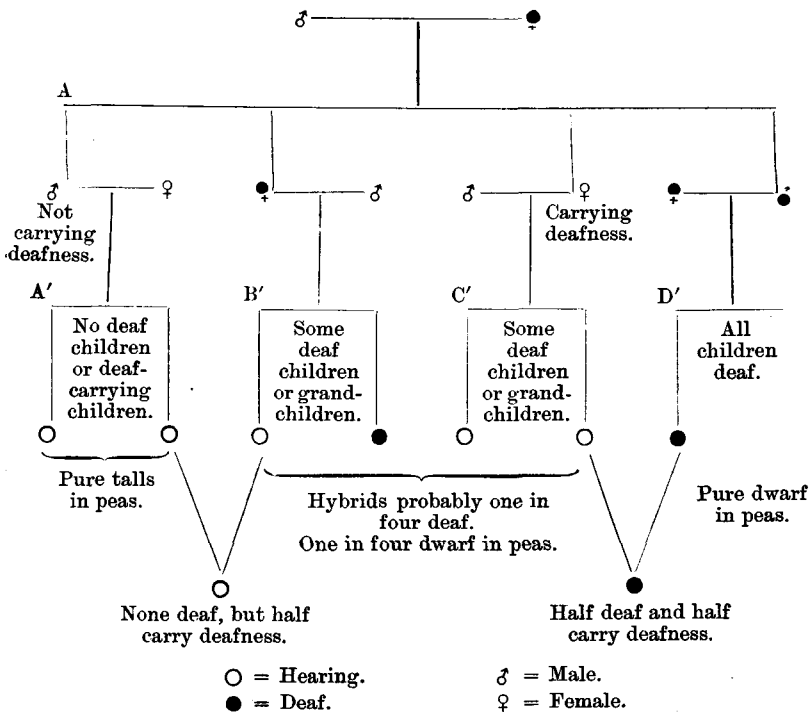 ♂ ♀
A
♂ ♀ ♀ ♂ ♂ ♀ ♀ ♂
Not
carrying
deafness.
Carrying
deafness.
A′ B′ C′ D′
No deaf
children
or deaf-
carrying
children.
Some
deaf
children
or grand-
children.
Some
deaf
children
or grand-
children.
All
children
deaf.
Pure talls
in peas.
Hybrids probably one in
four deaf.
One in four dwarf in peas.
Pure dwarf
in peas.
None deaf, but half
carry deafness.
Half deaf and half
carry deafness.
○ = Hearing.
● = Deaf.
♂ = Male.
♀ = Female.